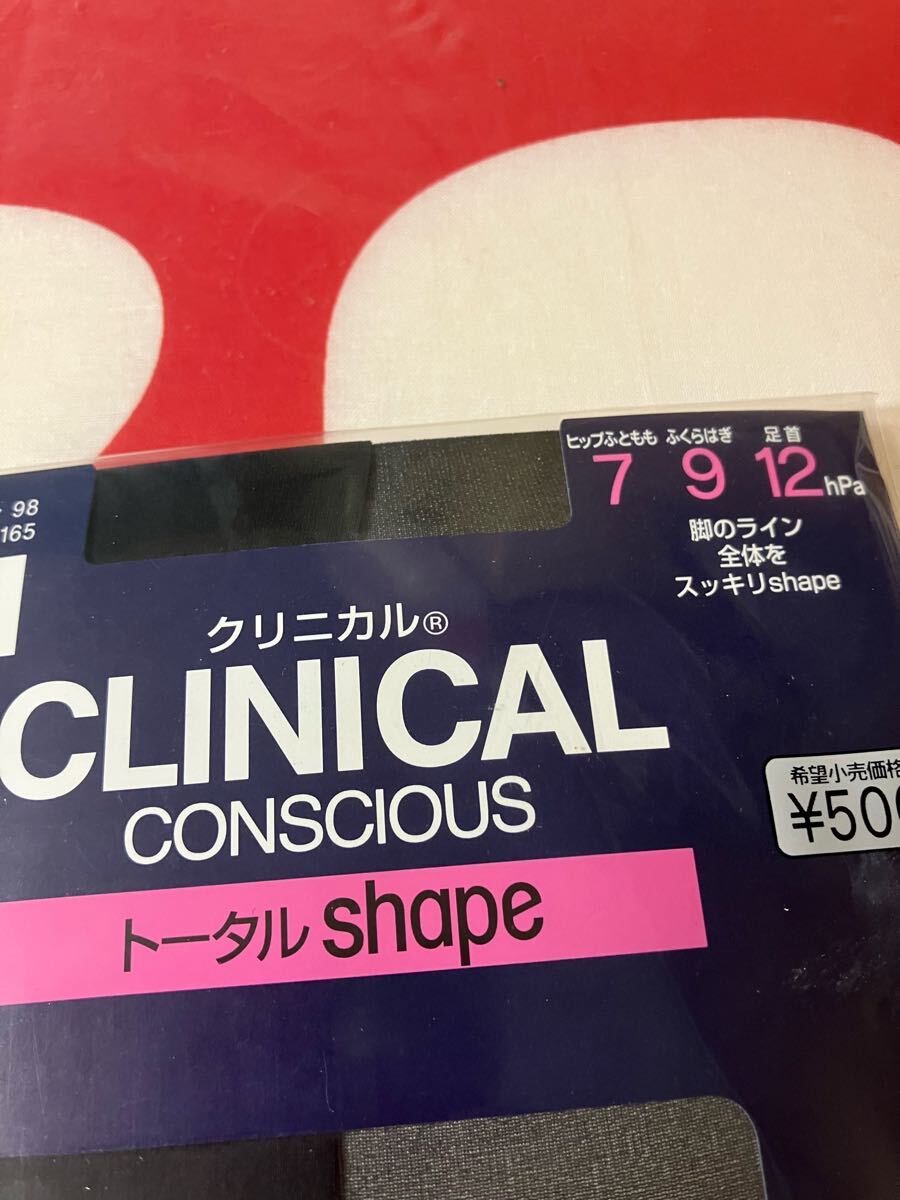 98
165
ヒップふともも ふくらはぎ 足首
7 9 12hPa
脚のライン
全体を
スッキリshape
クリニカル®
CLINICAL
CONSCIOUS
希望小売価格
¥50
トータル shape